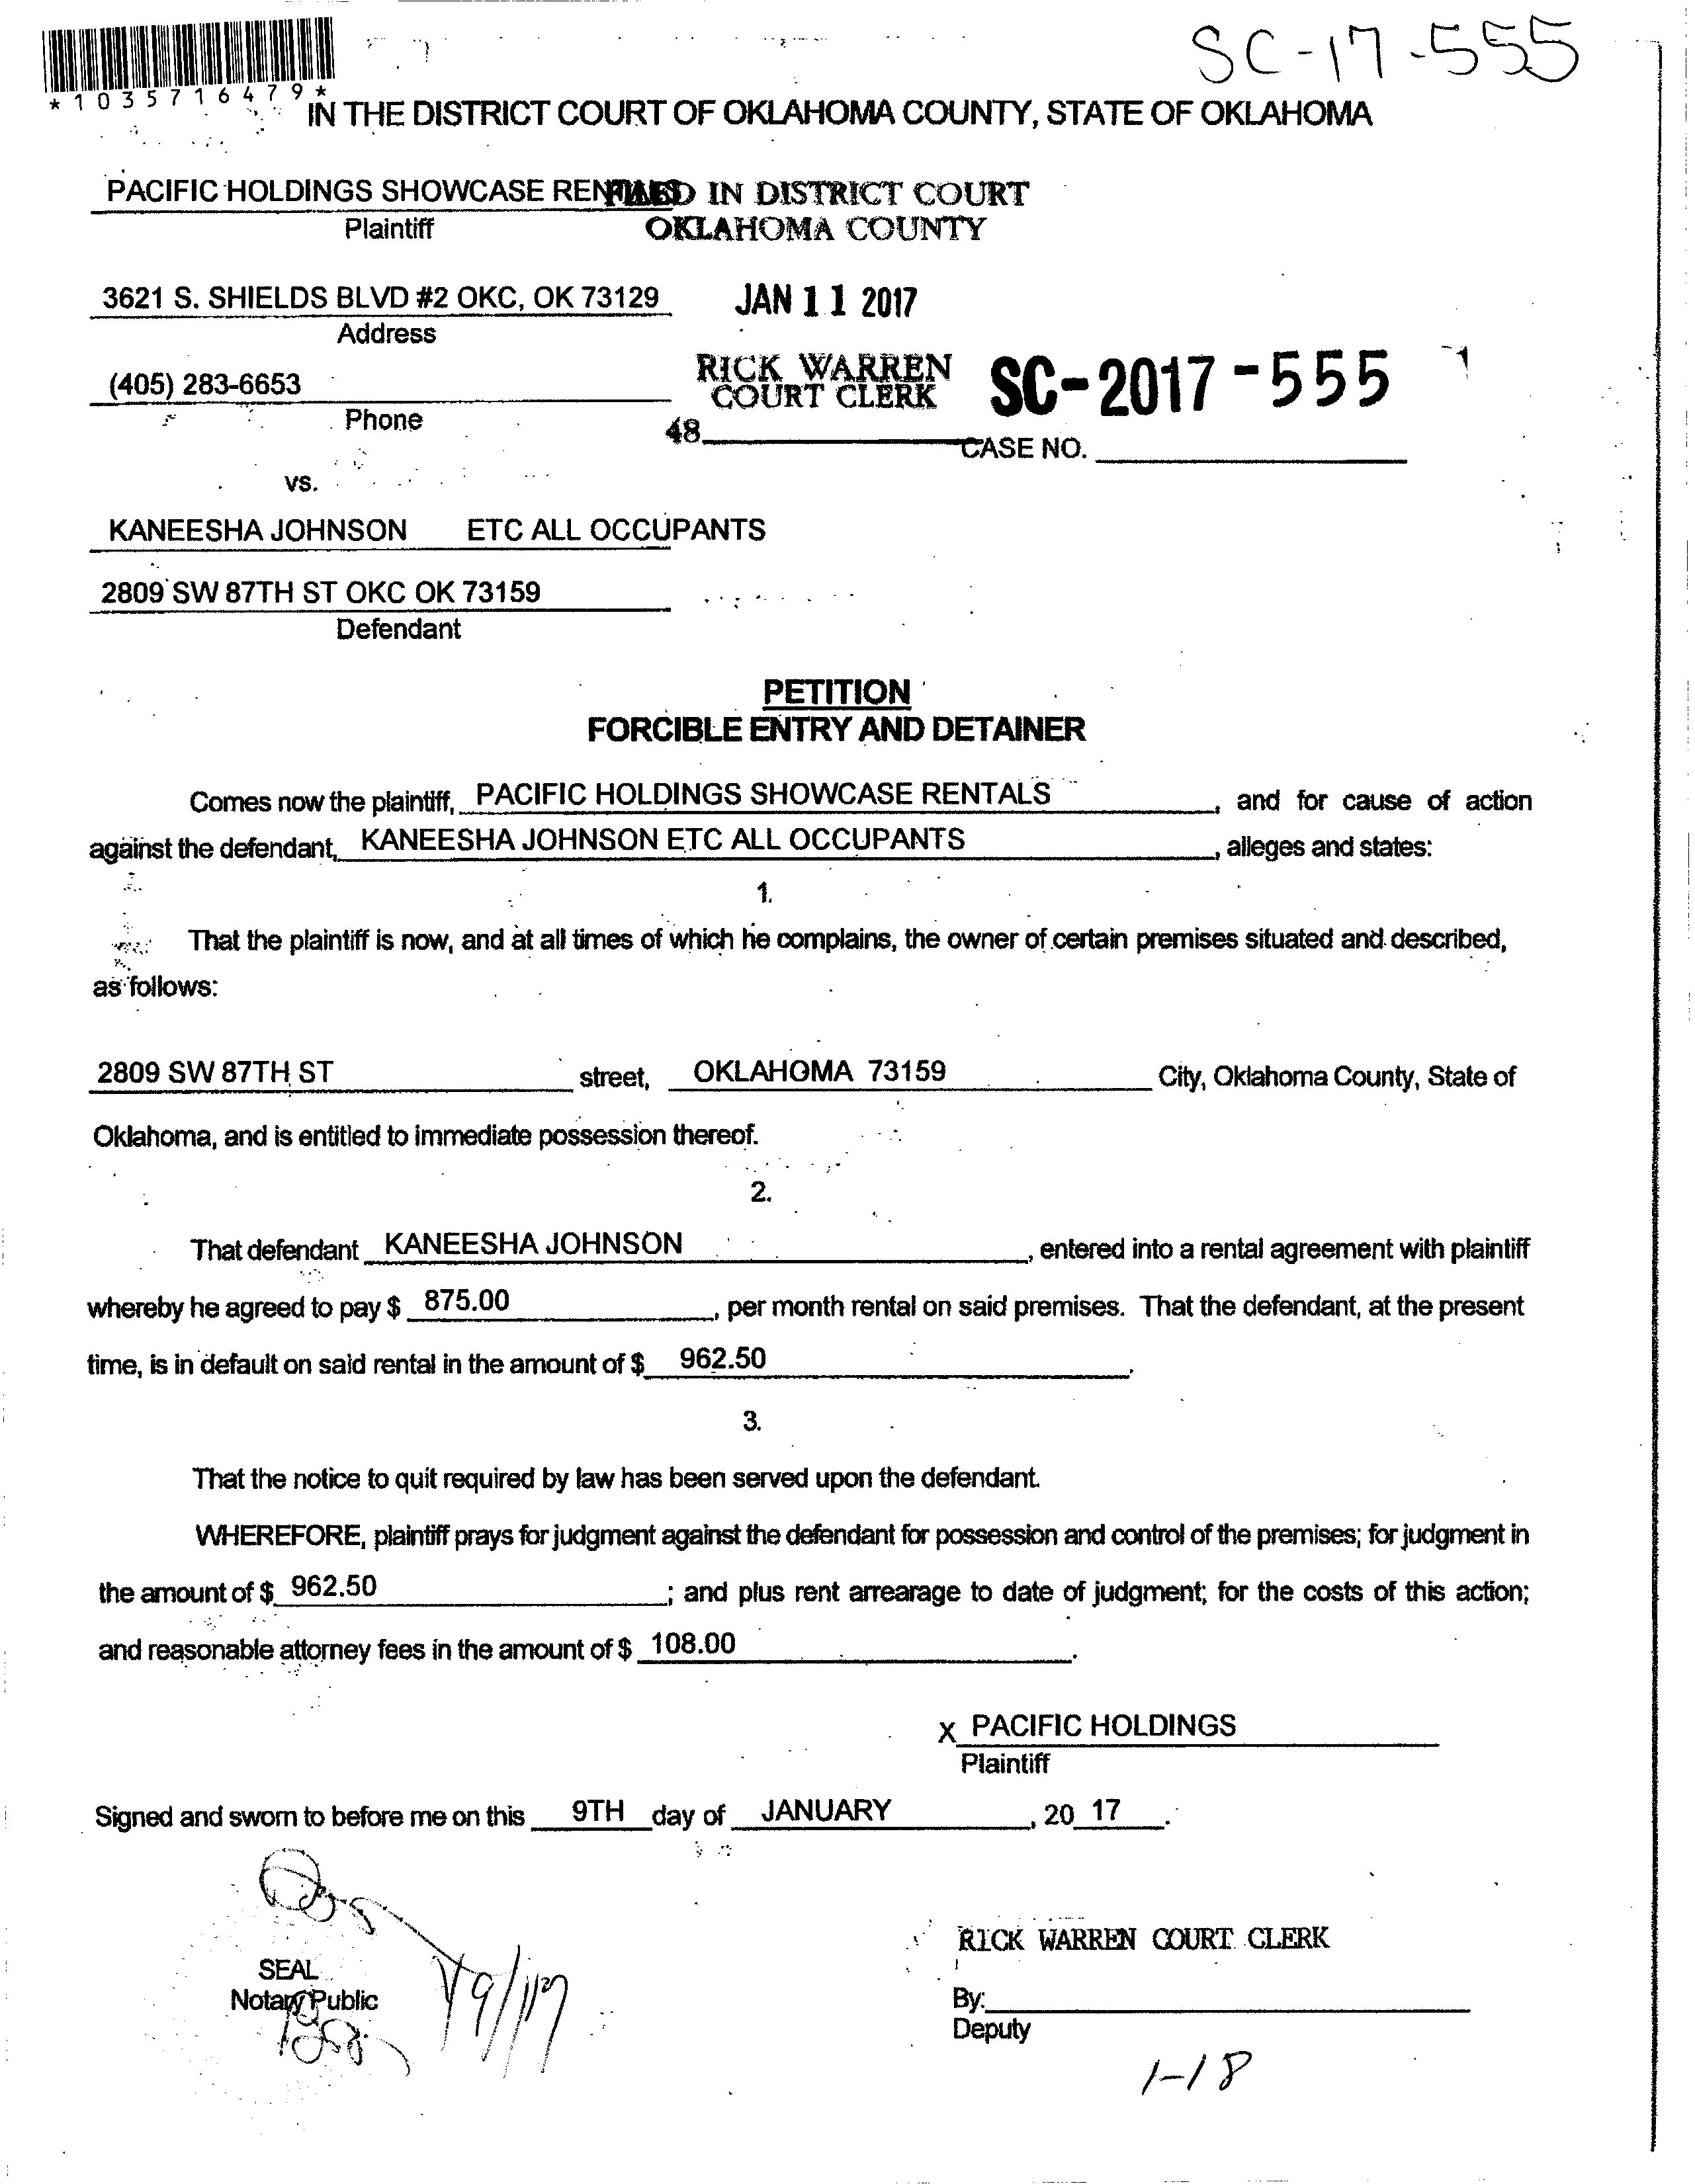 SC-17-555
*1035716479*
IN THE DISTRICT COURT OF OKLAHOMA COUNTY, STATE OF OKLAHOMA
PACIFIC HOLDINGS SHOWCASE RENTALS
FILED IN DISTRICT COURT
Plaintiff
OKLAHOMA COUNTY
3621 S. SHIELDS BLVD #2 OKC, OK 73129
JAN 11 2017
Address
(405) 283-6653
RICK WARREN
COURT CLERK
SC-2017-555
Phone
48
CASE NO.
vs.
KANEESHA JOHNSON ETC ALL OCCUPANTS
2809 SW 87TH ST OKC OK 73159
Defendant
PETITION
FORCIBLE ENTRY AND DETAINER
Comes now the plaintiff, PACIFIC HOLDINGS SHOWCASE RENTALS, and for cause of action
against the defendant, KANEESHA JOHNSON ETC ALL OCCUPANTS, alleges and states:
1.
That the plaintiff is now, and at all times of which he complains, the owner of certain premises situated and described,
as follows:
2809 SW 87TH ST street, OKLAHOMA 73159 City, Oklahoma County, State of
Oklahoma, and is entitled to immediate possession thereof.
2.
That defendant KANEESHA JOHNSON, entered into a rental agreement with plaintiff
whereby he agreed to pay $ 875.00, per month rental on said premises. That the defendant, at the present
time, is in default on said rental in the amount of $ 962.50.
3.
That the notice to quit required by law has been served upon the defendant.
WHEREFORE, plaintiff prays for judgment against the defendant for possession and control of the premises; for judgment in
the amount of $ 962.50; and plus rent arrearage to date of judgment; for the costs of this action;
and reasonable attorney fees in the amount of $ 108.00.
X PACIFIC HOLDINGS
Plaintiff
Signed and sworn to before me on this 9TH day of JANUARY, 20 17.
RICK WARREN COURT CLERK
SEAL
Notary Public
By:
Deputy
1-18